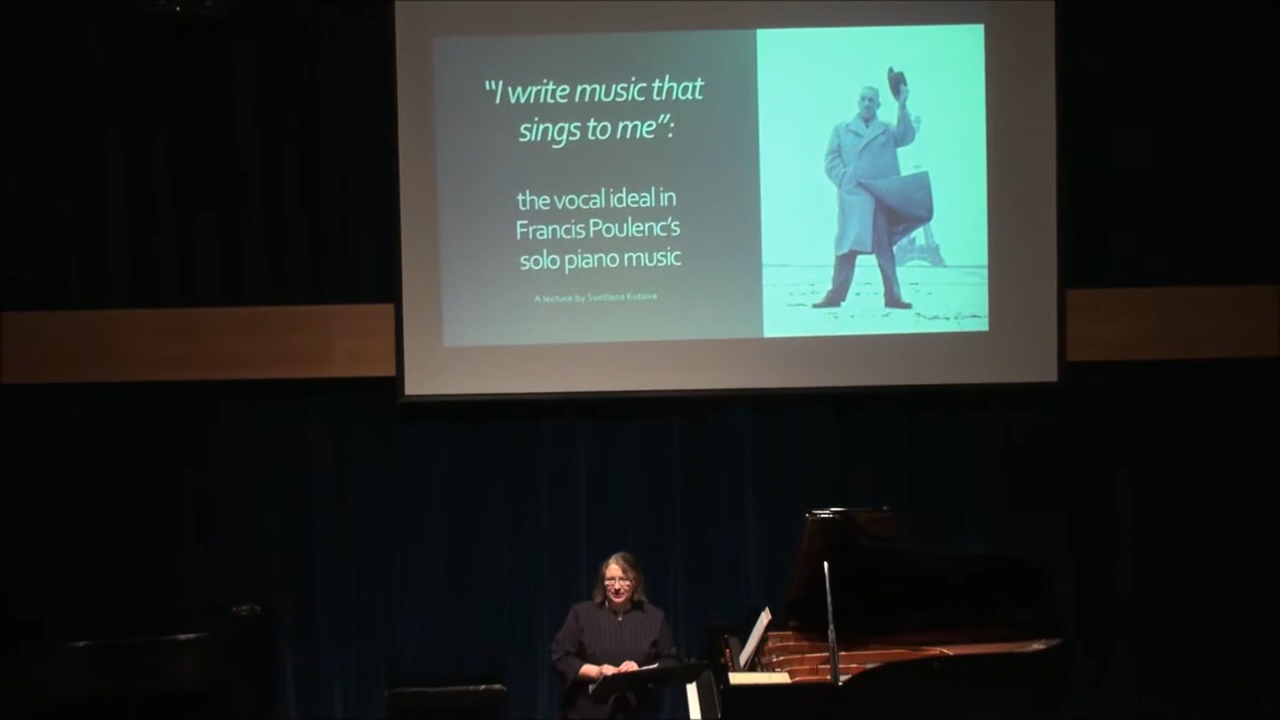 “I write music that
sings to me”:
the vocal ideal in
Francis Poulenc’s
solo piano music
A lecture by Svetlana Kotova